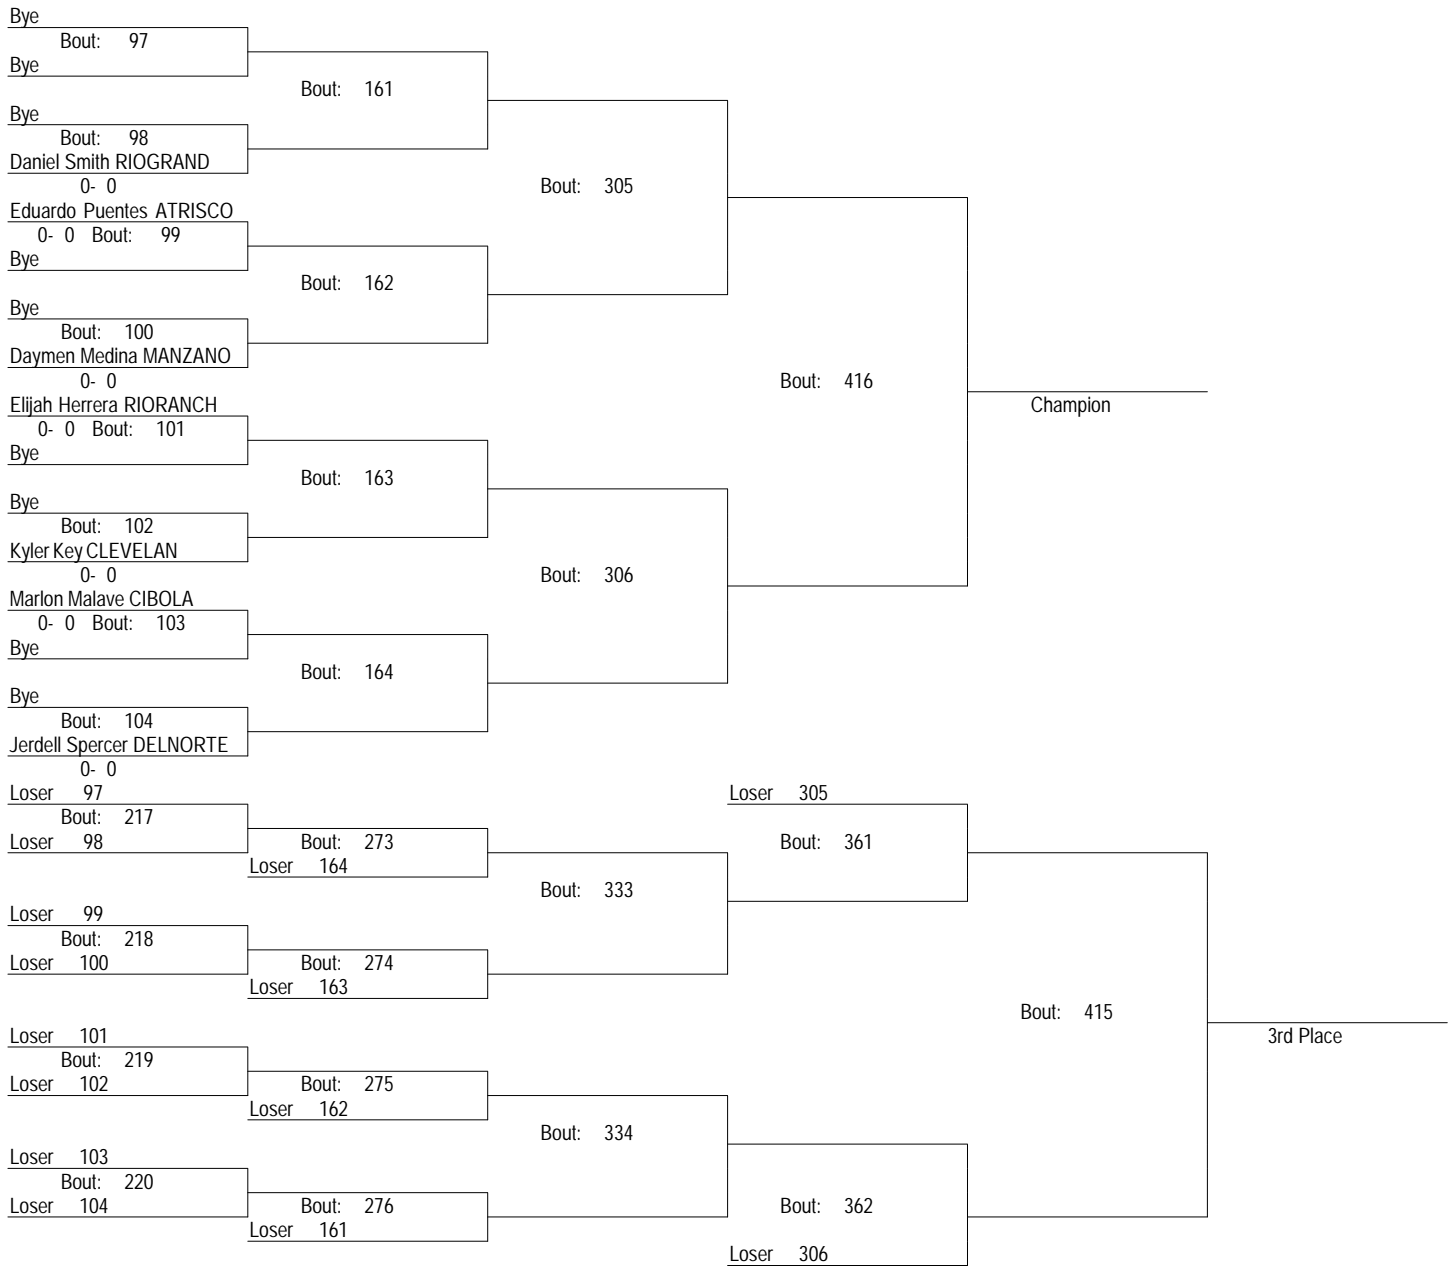 Bye
Bout: 97
Bye
Bout: 161
Bye
Bout: 98
Daniel Smith RIOGRAND
0- 0
Bout: 305
Eduardo Puentes ATRISCO
0- 0 Bout: 99
Bye
Bout: 162
Bye
Bout: 100
Daymen Medina MANZANO
0- 0
Bout: 416
Champion
Elijah Herrera RIORANCH
0- 0 Bout: 101
Bye
Bout: 163
Bye
Bout: 102
Kyler Key CLEVELAN
0- 0
Bout: 306
Marlon Malave CIBOLA
0- 0 Bout: 103
Bye
Bout: 164
Bye
Bout: 104
Jerdell Spercer DELNORTE
0- 0
Loser 97
Loser 305
Bout: 217
Loser 98
Bout: 273
Bout: 361
Loser 164
Bout: 333
Loser 99
Bout: 218
Loser 100
Bout: 274
Loser 163
Bout: 415
Loser 101
3rd Place
Bout: 219
Loser 102
Bout: 275
Loser 162
Bout: 334
Loser 103
Bout: 220
Loser 104
Bout: 276
Bout: 362
Loser 161
Loser 306